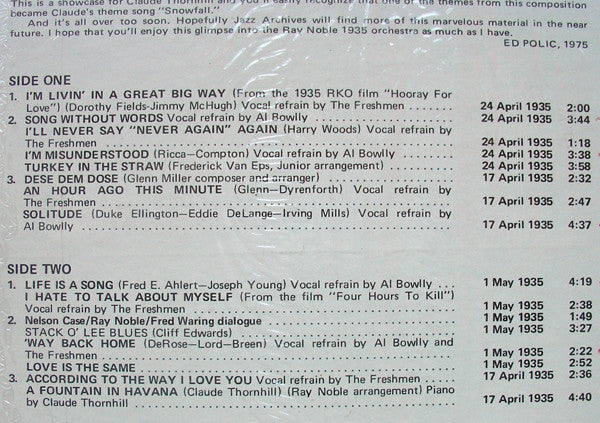 This is a showcase for Claude Thornhill and you'll easily recognize that one of the themes from this composition
became Claude's theme song "Snowfall."
And it's all over too soon. Hopefully Jazz Archives will find more of this marvelous material in the near
future. I hope that you'll enjoy this glimpse into the Ray Noble 1935 orchestra as much as I have.
ED POLIC, 1975
SIDE ONE
1. I'M LIVIN' IN A GREAT BIG WAY (From the 1935 RKO film "Hooray For
Love") (Dorothy Fields-Jimmy McHugh) Vocal refrain by The Freshmen ..... 24 April 1935 2:00
2. SONG WITHOUT WORDS Vocal refrain by Al Bowlly .................... 24 April 1935 3:44
I'LL NEVER SAY "NEVER AGAIN" AGAIN (Harry Woods) Vocal refrain by
The Freshmen ........................................ 24 April 1935 1:18
I'M MISUNDERSTOOD (Ricca—Compton) Vocal refrain by Al Bowlly ....... 24 April 1935 3:38
TURKEY IN THE STRAW (Frederick Van Eps, Junior arrangement) ......... 24 April 1935 3:58
3. DESE DEM DOSE (Glenn Miller composer and arranger) ................ 17 April 1935 2:32
AN HOUR AGO THIS MINUTE (Glenn—Dyrenforth) Vocal refrain by
The Freshmen ........................................ 17 April 1935 2:47
SOLITUDE (Duke Ellington—Eddie DeLange—Irving Mills) Vocal refrain by
Al Bowlly ........................................... 17 April 1935 4:37
SIDE TWO
1. LIFE IS A SONG (Fred E. Ahlert—Joseph Young) Vocal refrain by Al Bowlly ... 1 May 1935 4:19
I HATE TO TALK ABOUT MYSELF (From the film "Four Hours To Kill")
Vocal refrain by The Freshmen ........................ 1 May 1935 2:38
2. Nelson Case/Ray Noble/Fred Waring dialogue ...................... 1 May 1935 1:49
STACK O' LEE BLUES (Cliff Edwards) ........................... 1 May 1935 3:27
'WAY BACK HOME (DeRose—Lord—Breen) Vocal refrain by Al Bowlly and
The Freshmen ........................................ 1 May 1935 2:22
LOVE IS THE SAME ..................................... 1 May 1935 2:52
3. ACCORDING TO THE WAY I LOVE YOU Vocal refrain by The Freshmen ..... 17 April 1935 2:36
A FOUNTAIN IN HAVANA (Claude Thornhill) (Ray Noble arrangement) Piano
by Claude Thornhill .................................. 17 April 1935 4:40